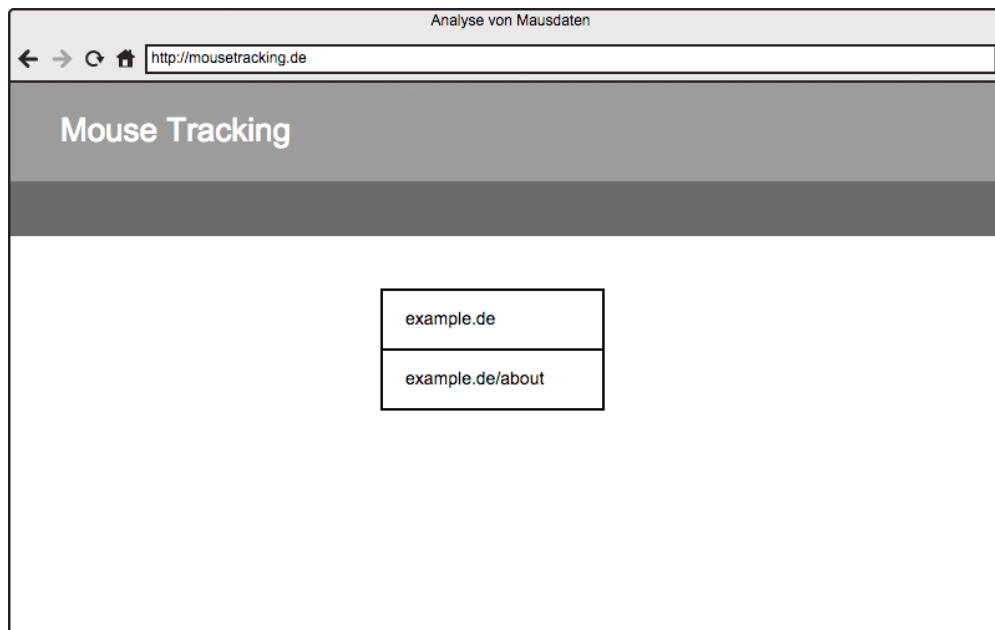 Analyse von Mausdaten
http://mousetracking.de
Mouse Tracking
example.de
example.de/about